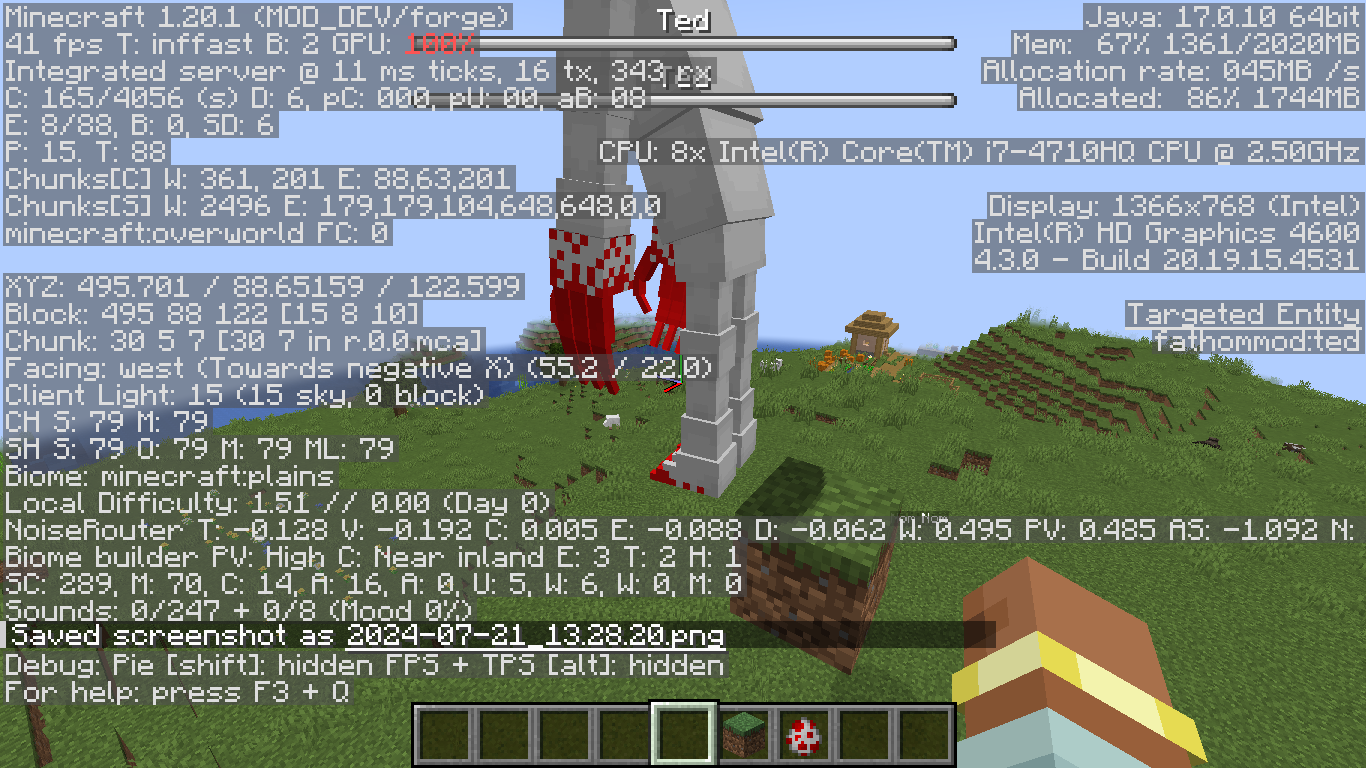 Minecraft 1.20.1 (MOD_DEV/forge)
41 fps T: inffast B: 2 GPU: 100%
Integrated server @ 11 ms ticks, 16 tx, 343 rx
C: 165/4056 (s) D: 6, pC: 000, pU: 00, aB: 08
E: 8/88, B: 0, SD: 6
P: 15. T: 88
Chunks[C] W: 361, 201 E: 88,63,201
Chunks[S] W: 2496 E: 179,179,104,648,648,0,0
minecraft:overworld FC: 0
XYZ: 495.701 / 88.65159 / 122.599
Block: 495 88 122 [15 8 10]
Chunk: 30 5 7 [30 7 in r.0.0.mca]
Facing: west (Towards negative X) (55.2 / 22.0)
Client Light: 15 (15 sky, 0 block)
CH S: 79 M: 79
SH S: 79 O: 79 M: 79 ML: 79
Biome: minecraft:plains
Local Difficulty: 1.51 // 0.00 (Day 0)
NoiseRouter T: -0.128 V: -0.192 C: 0.005 E: -0.088 D: -0.062 W: 0.495 PV: 0.485 AS: -1.092 N:
Biome builder PV: High C: Near inland E: 3 T: 2 H: 1
SC: 289, M: 70, C: 14, A: 16, A: 0, U: 5, W: 6, W: 0, M: 0
Sounds: 0/247 + 0/8 (Mood 0%)
Saved screenshot as 2024-07-21_13.28.20.png
Debug: Pie [shift]: hidden FPS + TPS [alt]: hidden
For help: press F3 + Q
Ted
Java: 17.0.10 64bit
Mem: 67% 1361/2020MB
Allocation rate: 045MB /s
Allocated: 86% 1744MB
CPU: 8x Intel(R) Core(TM) i7-4710HQ CPU @ 2.50GHz
Display: 1366x768 (Intel)
Intel(R) HD Graphics 4600
4.3.0 - Build 20.19.15.4531
Targeted Entity
fathommod:ted